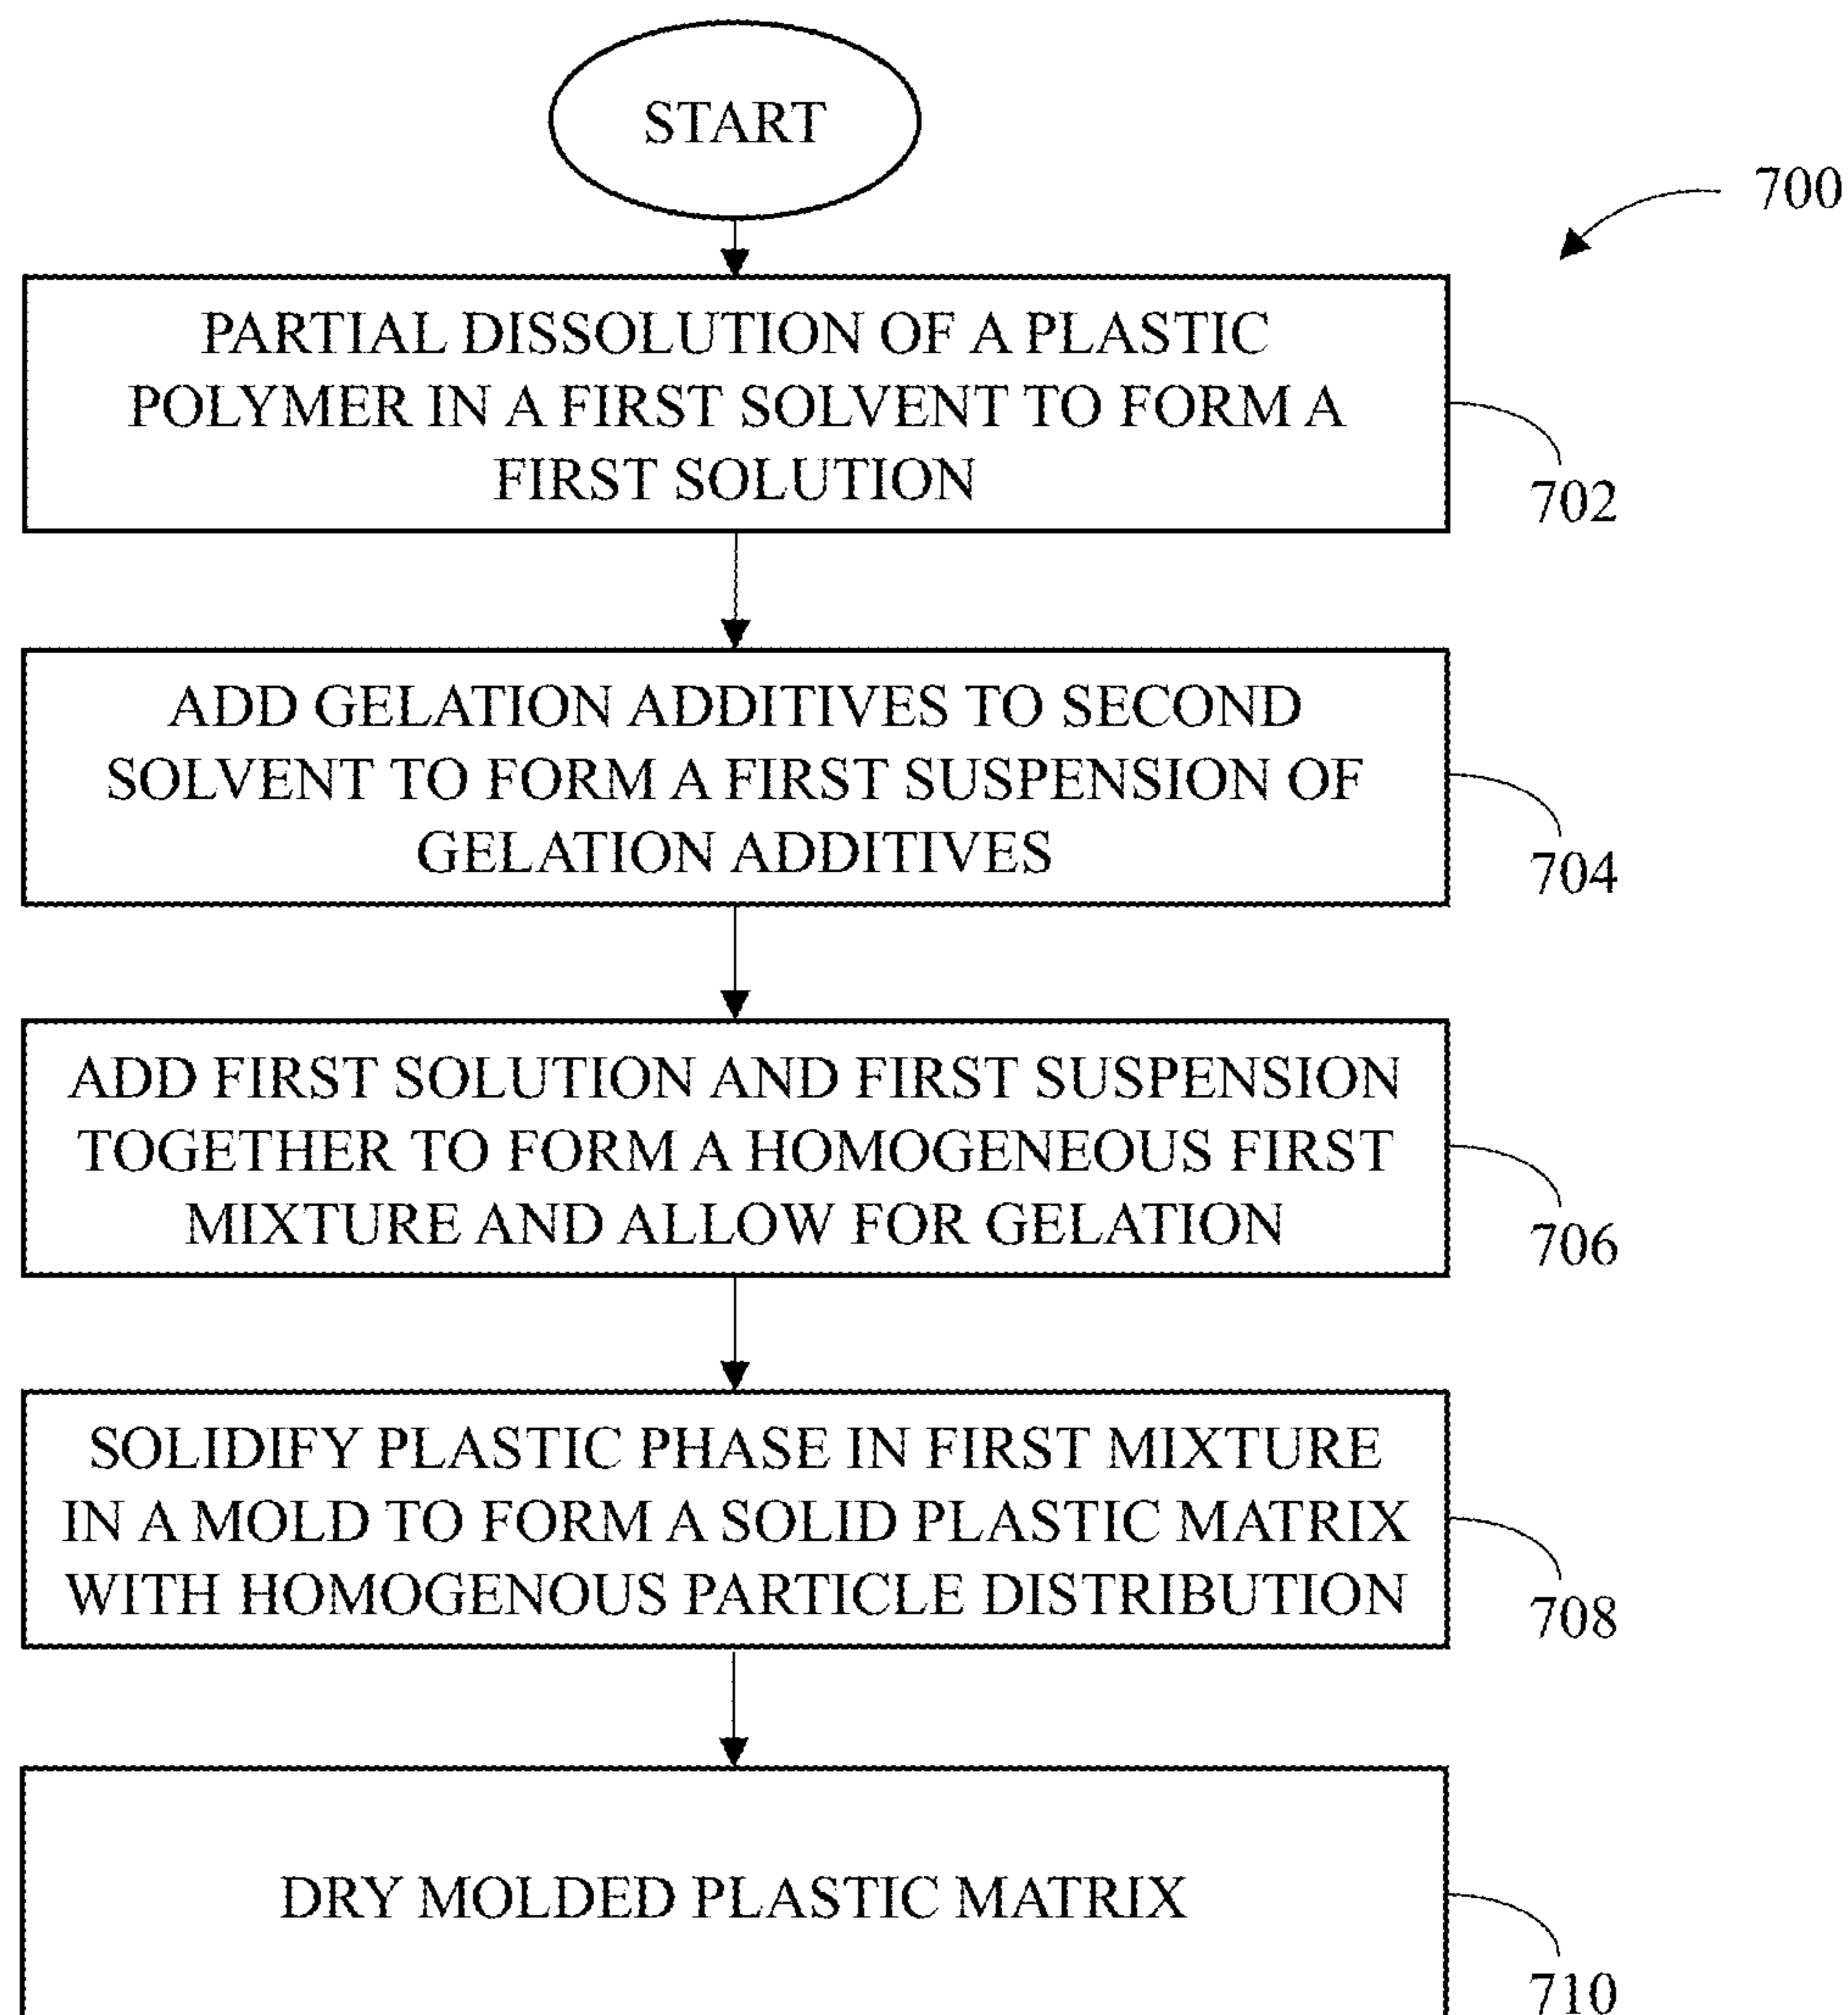 START
700
PARTIAL DISSOLUTION OF A PLASTIC
POLYMER IN A FIRST SOLVENT TO FORM A
FIRST SOLUTION
702
ADD GELATION ADDITIVES TO SECOND
SOLVENT TO FORM A FIRST SUSPENSION OF
GELATION ADDITIVES
704
ADD FIRST SOLUTION AND FIRST SUSPENSION
TOGETHER TO FORM A HOMOGENEOUS FIRST
MIXTURE AND ALLOW FOR GELATION
706
SOLIDIFY PLASTIC PHASE IN FIRST MIXTURE
IN A MOLD TO FORM A SOLID PLASTIC MATRIX
WITH HOMOGENOUS PARTICLE DISTRIBUTION
708
DRY MOLDED PLASTIC MATRIX
710